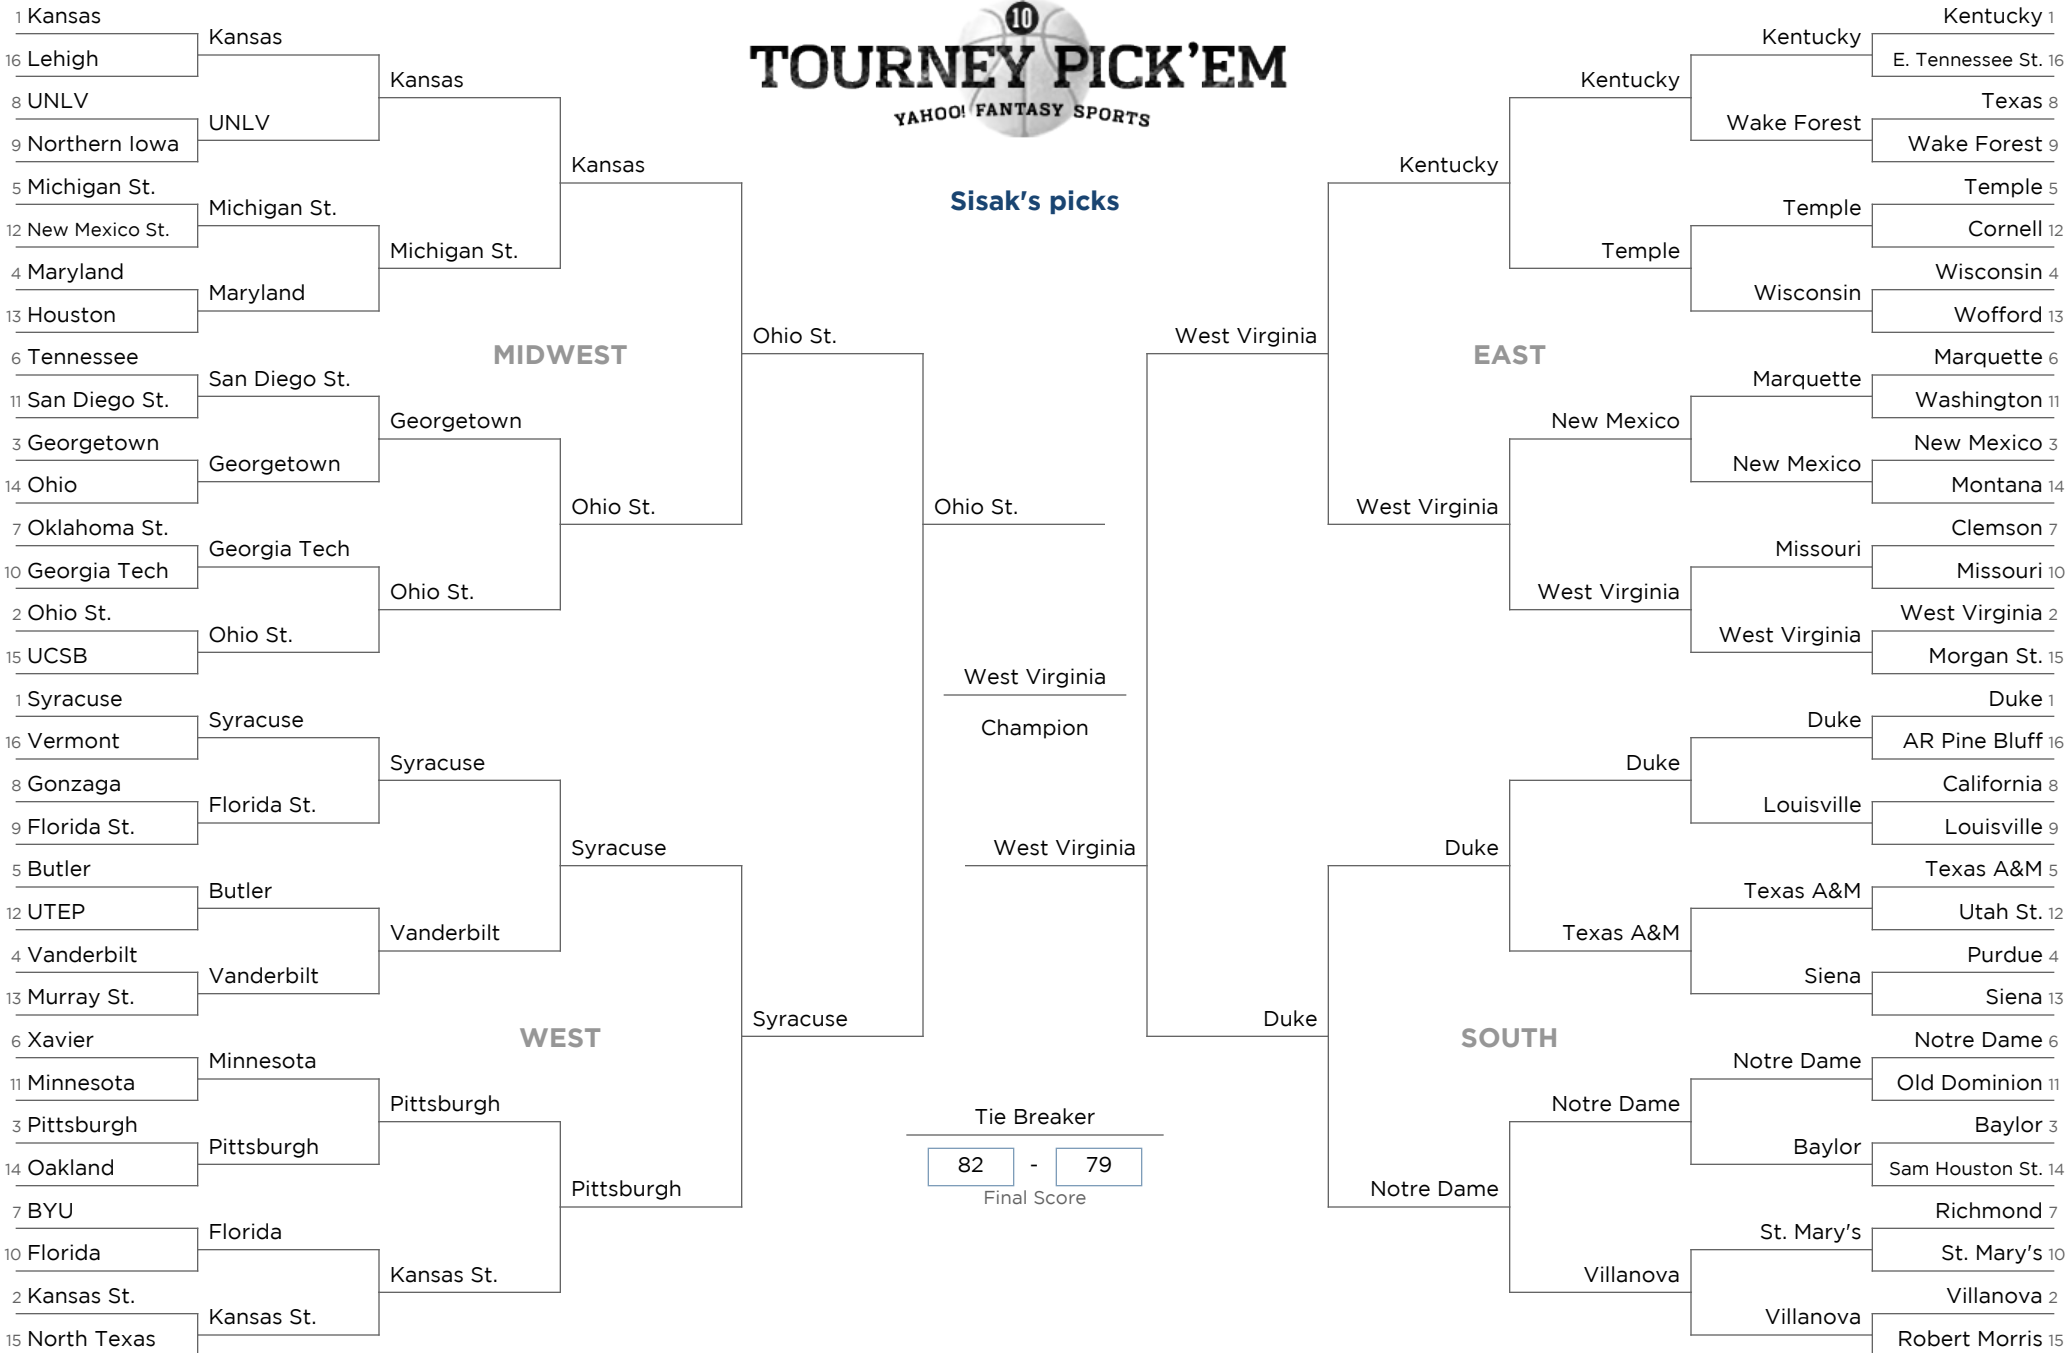 10
TOURNEY PICK'EM
YAHOO! FANTASY SPORTS
Sisak's picks
1 Kansas
16 Lehigh
8 UNLV
9 Northern Iowa
5 Michigan St.
12 New Mexico St.
4 Maryland
13 Houston
6 Tennessee
11 San Diego St.
3 Georgetown
14 Ohio
7 Oklahoma St.
10 Georgia Tech
2 Ohio St.
15 UCSB
Kansas
UNLV
Michigan St.
Maryland
San Diego St.
Georgetown
Georgia Tech
Ohio St.
Kansas
Michigan St.
Georgetown
Ohio St.
Kansas
Ohio St.
MIDWEST
Ohio St.
1 Syracuse
16 Vermont
8 Gonzaga
9 Florida St.
5 Butler
12 UTEP
4 Vanderbilt
13 Murray St.
6 Xavier
11 Minnesota
3 Pittsburgh
14 Oakland
7 BYU
10 Florida
2 Kansas St.
15 North Texas
Syracuse
Florida St.
Butler
Vanderbilt
Minnesota
Pittsburgh
Florida
Kansas St.
Syracuse
Vanderbilt
Pittsburgh
Kansas St.
Syracuse
Pittsburgh
WEST
Syracuse
Ohio St.
West Virginia
Champion
West Virginia
Tie Breaker
82 - 79
Final Score
West Virginia
EAST
Kentucky
West Virginia
Kentucky
Temple
New Mexico
West Virginia
Kentucky
Wake Forest
Temple
Wisconsin
Marquette
New Mexico
Missouri
West Virginia
Kentucky 1
E. Tennessee St. 16
Texas 8
Wake Forest 9
Temple 5
Cornell 12
Wisconsin 4
Wofford 13
Marquette 6
Washington 11
New Mexico 3
Montana 14
Clemson 7
Missouri 10
West Virginia 2
Morgan St. 15
Duke
SOUTH
Duke
Notre Dame
Duke
Texas A&M
Notre Dame
Villanova
Duke
Louisville
Texas A&M
Siena
Notre Dame
Baylor
St. Mary's
Villanova
Duke 1
AR Pine Bluff 16
California 8
Louisville 9
Texas A&M 5
Utah St. 12
Purdue 4
Siena 13
Notre Dame 6
Old Dominion 11
Baylor 3
Sam Houston St. 14
Richmond 7
St. Mary's 10
Villanova 2
Robert Morris 15